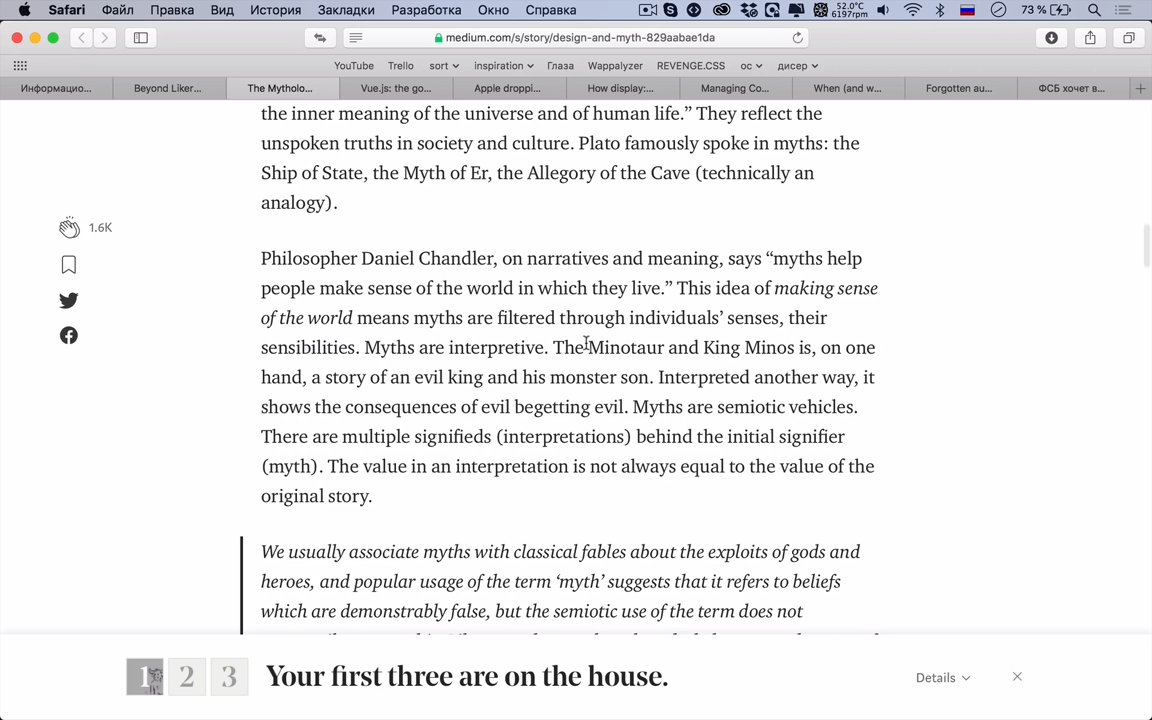 Safari Файл Правка Вид История Закладки Разработка Окно Справка 52.0°C 6197rpm 73 %
medium.com/s/story/design-and-myth-829aabae1da
YouTube Trello sort inspiration Глаза Wappalyzer REVENGE.CSS ос дисер
Информацио... Beyond Liker... The Mytholo... Vue.js: the go... Apple droppi... How display:... Managing Co... When (and w... Forgotten au... ФСБ хочет в...
the inner meaning of the universe and of human life.” They reflect the
unspoken truths in society and culture. Plato famously spoke in myths: the
Ship of State, the Myth of Er, the Allegory of the Cave (technically an
analogy).
1.6K
Philosopher Daniel Chandler, on narratives and meaning, says “myths help
people make sense of the world in which they live.” This idea of making sense
of the world means myths are filtered through individuals’ senses, their
sensibilities. Myths are interpretive. The Minotaur and King Minos is, on one
hand, a story of an evil king and his monster son. Interpreted another way, it
shows the consequences of evil begetting evil. Myths are semiotic vehicles.
There are multiple signifieds (interpretations) behind the initial signifier
(myth). The value in an interpretation is not always equal to the value of the
original story.
We usually associate myths with classical fables about the exploits of gods and
heroes, and popular usage of the term ‘myth’ suggests that it refers to beliefs
which are demonstrably false, but the semiotic use of the term does not
1 2 3 Your first three are on the house. Details